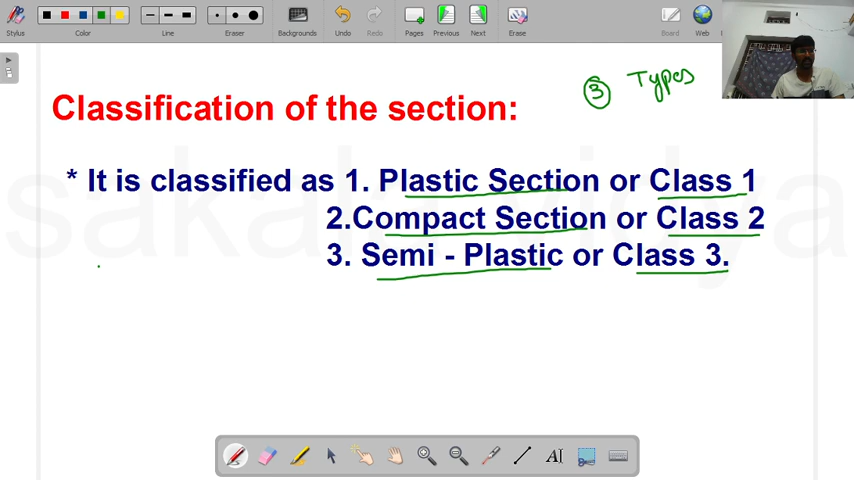 Stylus
Color
Line
Eraser
Backgrounds
Undo
Redo
Pages
Previous
Next
Erase
Board
Web
3 Types
Classification of the section:
* It is classified as 1. Plastic Section or Class 1
2.Compact Section or Class 2
3. Semi - Plastic or Class 3.